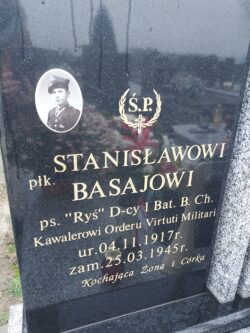 Ś.P.
płk. STANISŁAWOWI
BASAJOWI
ps. "Ryś" D-cy I Bat. B. Ch.
Kawalerowi Orderu Virtuti Militari
ur. 04.11.1917r.
zam. 25.03.1945r.
Kochająca Żona i Córka